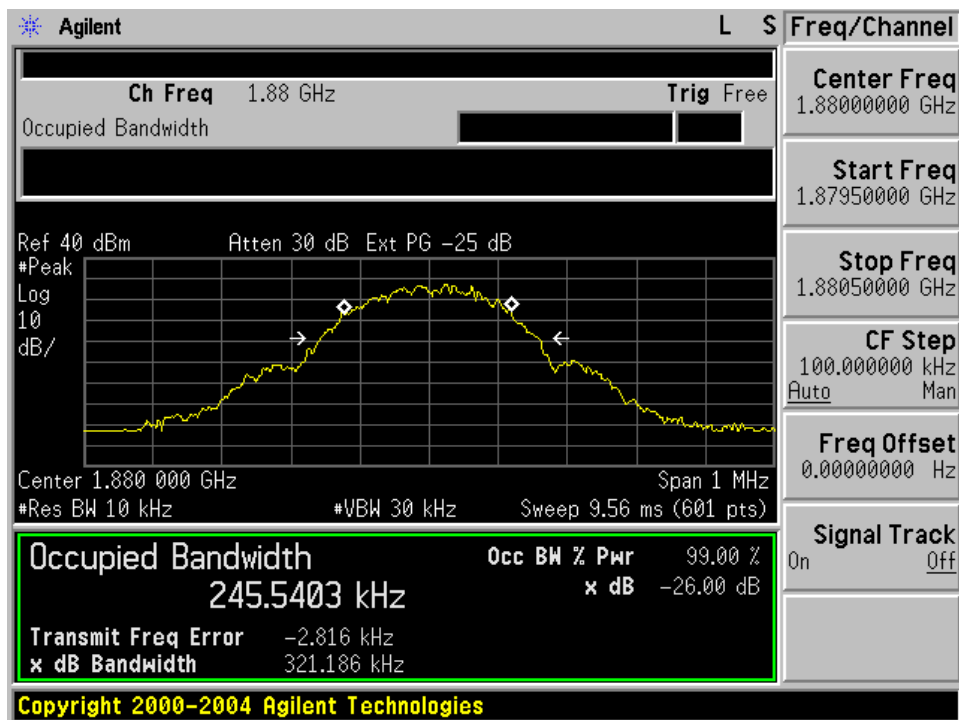 Agilent L S Freq/Channel
Ch Freq 1.88 GHz Trig Free
Occupied Bandwidth
Center Freq
1.88000000 GHz
Start Freq
1.87950000 GHz
Stop Freq
1.88050000 GHz
CF Step
100.000000 kHz
Auto Man
Freq Offset
0.00000000 Hz
Signal Track
On Off
Ref 40 dBm Atten 30 dB Ext PG -25 dB
#Peak
Log
10
dB/
Center 1.880 000 GHz Span 1 MHz
#Res BW 10 kHz #VBW 30 kHz Sweep 9.56 ms (601 pts)
Occupied Bandwidth Occ BW % Pwr 99.00 %
245.5403 kHz x dB -26.00 dB
Transmit Freq Error -2.816 kHz
x dB Bandwidth 321.186 kHz
Copyright 2000-2004 Agilent Technologies